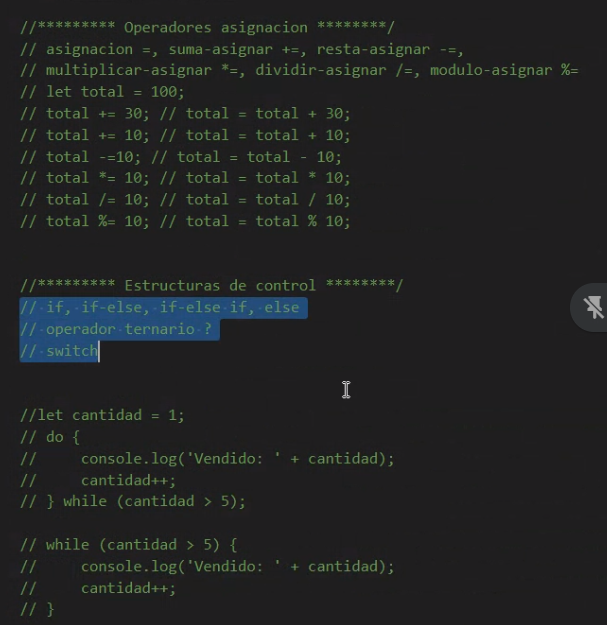 //********* Operadores asignacion ********/
// asignacion =, suma-asignar +=, resta-asignar -=,
// multiplicar-asignar *=, dividir-asignar /=, modulo-asignar %=
// let total = 100;
// total += 30; // total = total + 30;
// total += 10; // total = total + 10;
// total -=10; // total = total - 10;
// total *= 10; // total = total * 10;
// total /= 10; // total = total / 10;
// total %= 10; // total = total % 10;
//********* Estructuras de control ********/
// if, if-else, if-else if, else
// operador ternario ?
// switch
//let cantidad = 1;
// do {
//     console.log('Vendido: ' + cantidad);
//     cantidad++;
// } while (cantidad > 5);
// while (cantidad > 5) {
//     console.log('Vendido: ' + cantidad);
//     cantidad++;
// }